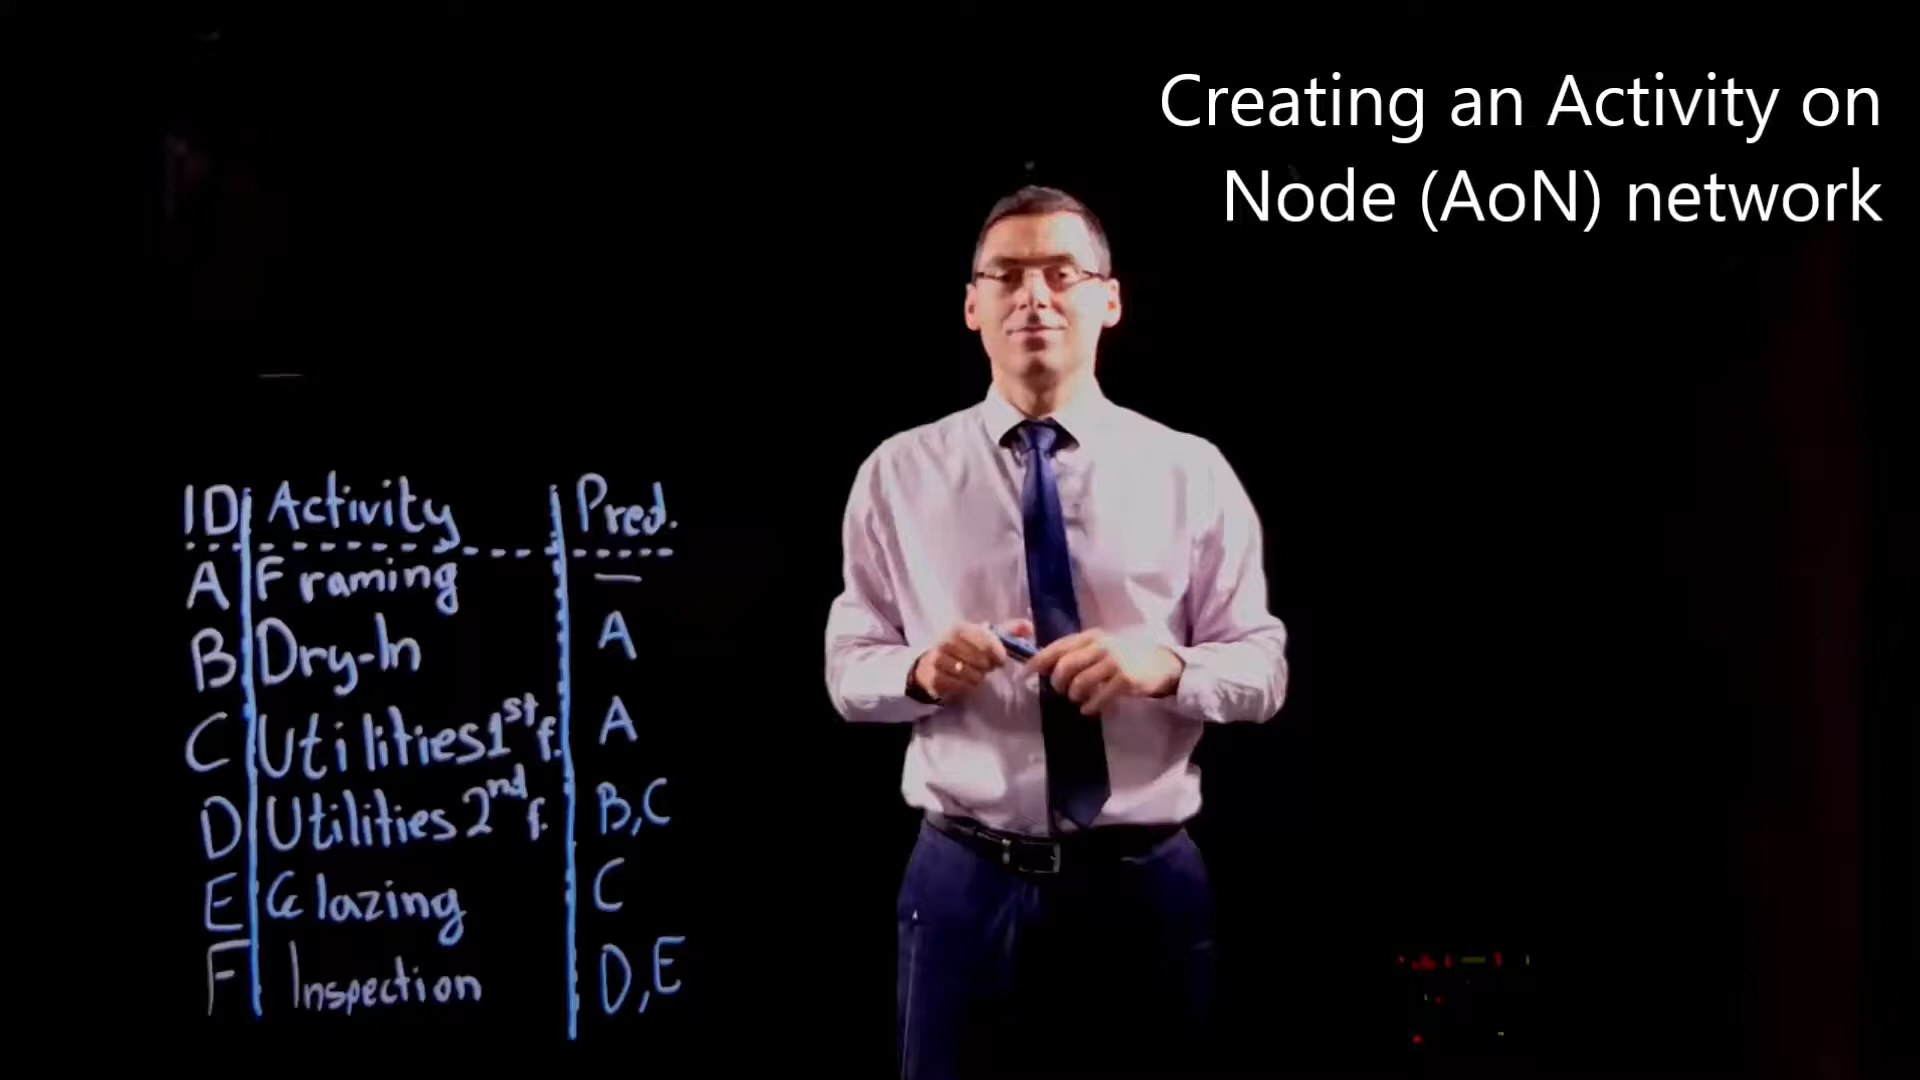 Creating an Activity on
Node (AoN) network
ID Activity Pred.
A Framing —
B Dry-In A
C Utilities 1st f. A
D Utilities 2nd f. B,C
E Glazing C
F Inspection D,E